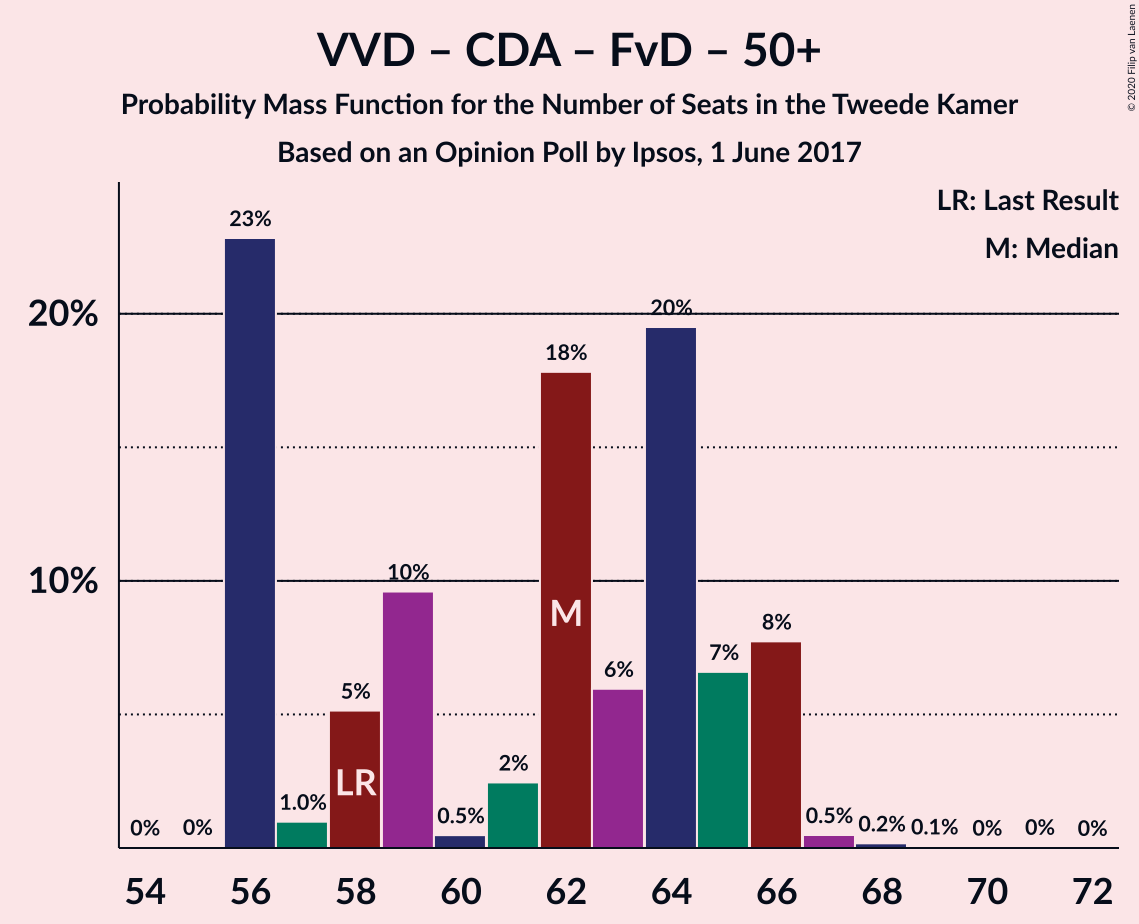 VVD – CDA – FvD – 50+
Probability Mass Function for the Number of Seats in the Tweede Kamer
Based on an Opinion Poll by Ipsos, 1 June 2017
© 2020 Filip van Laenen
LR: Last Result
M: Median
20%
10%
0%
0%
23%
1.0%
5%
10%
0.5%
2%
18%
6%
20%
7%
8%
0.5%
0.2%
0.1%
0%
0%
0%
LR
M
54 56 58 60 62 64 66 68 70 72